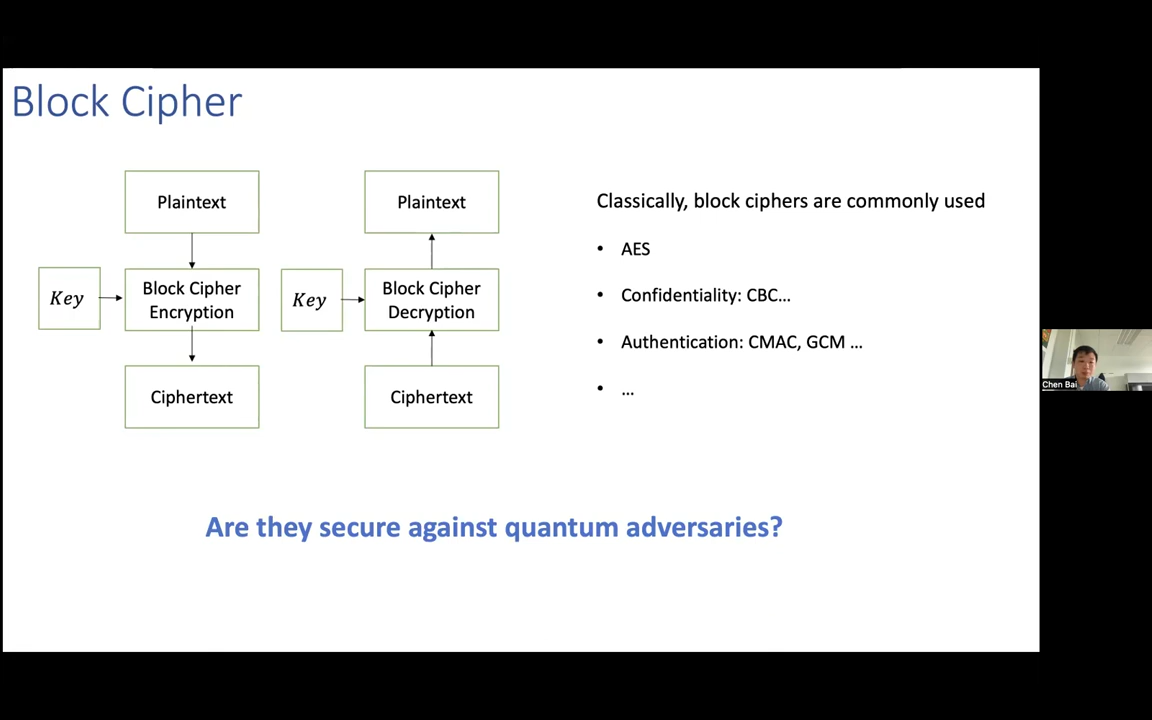 Block Cipher
Plaintext
Plaintext
Key
Block Cipher
Encryption
Key
Block Cipher
Decryption
Ciphertext
Ciphertext
Classically, block ciphers are commonly used
• AES
• Confidentiality: CBC...
• Authentication: CMAC, GCM ...
• ...
Are they secure against quantum adversaries?
Chen Bai